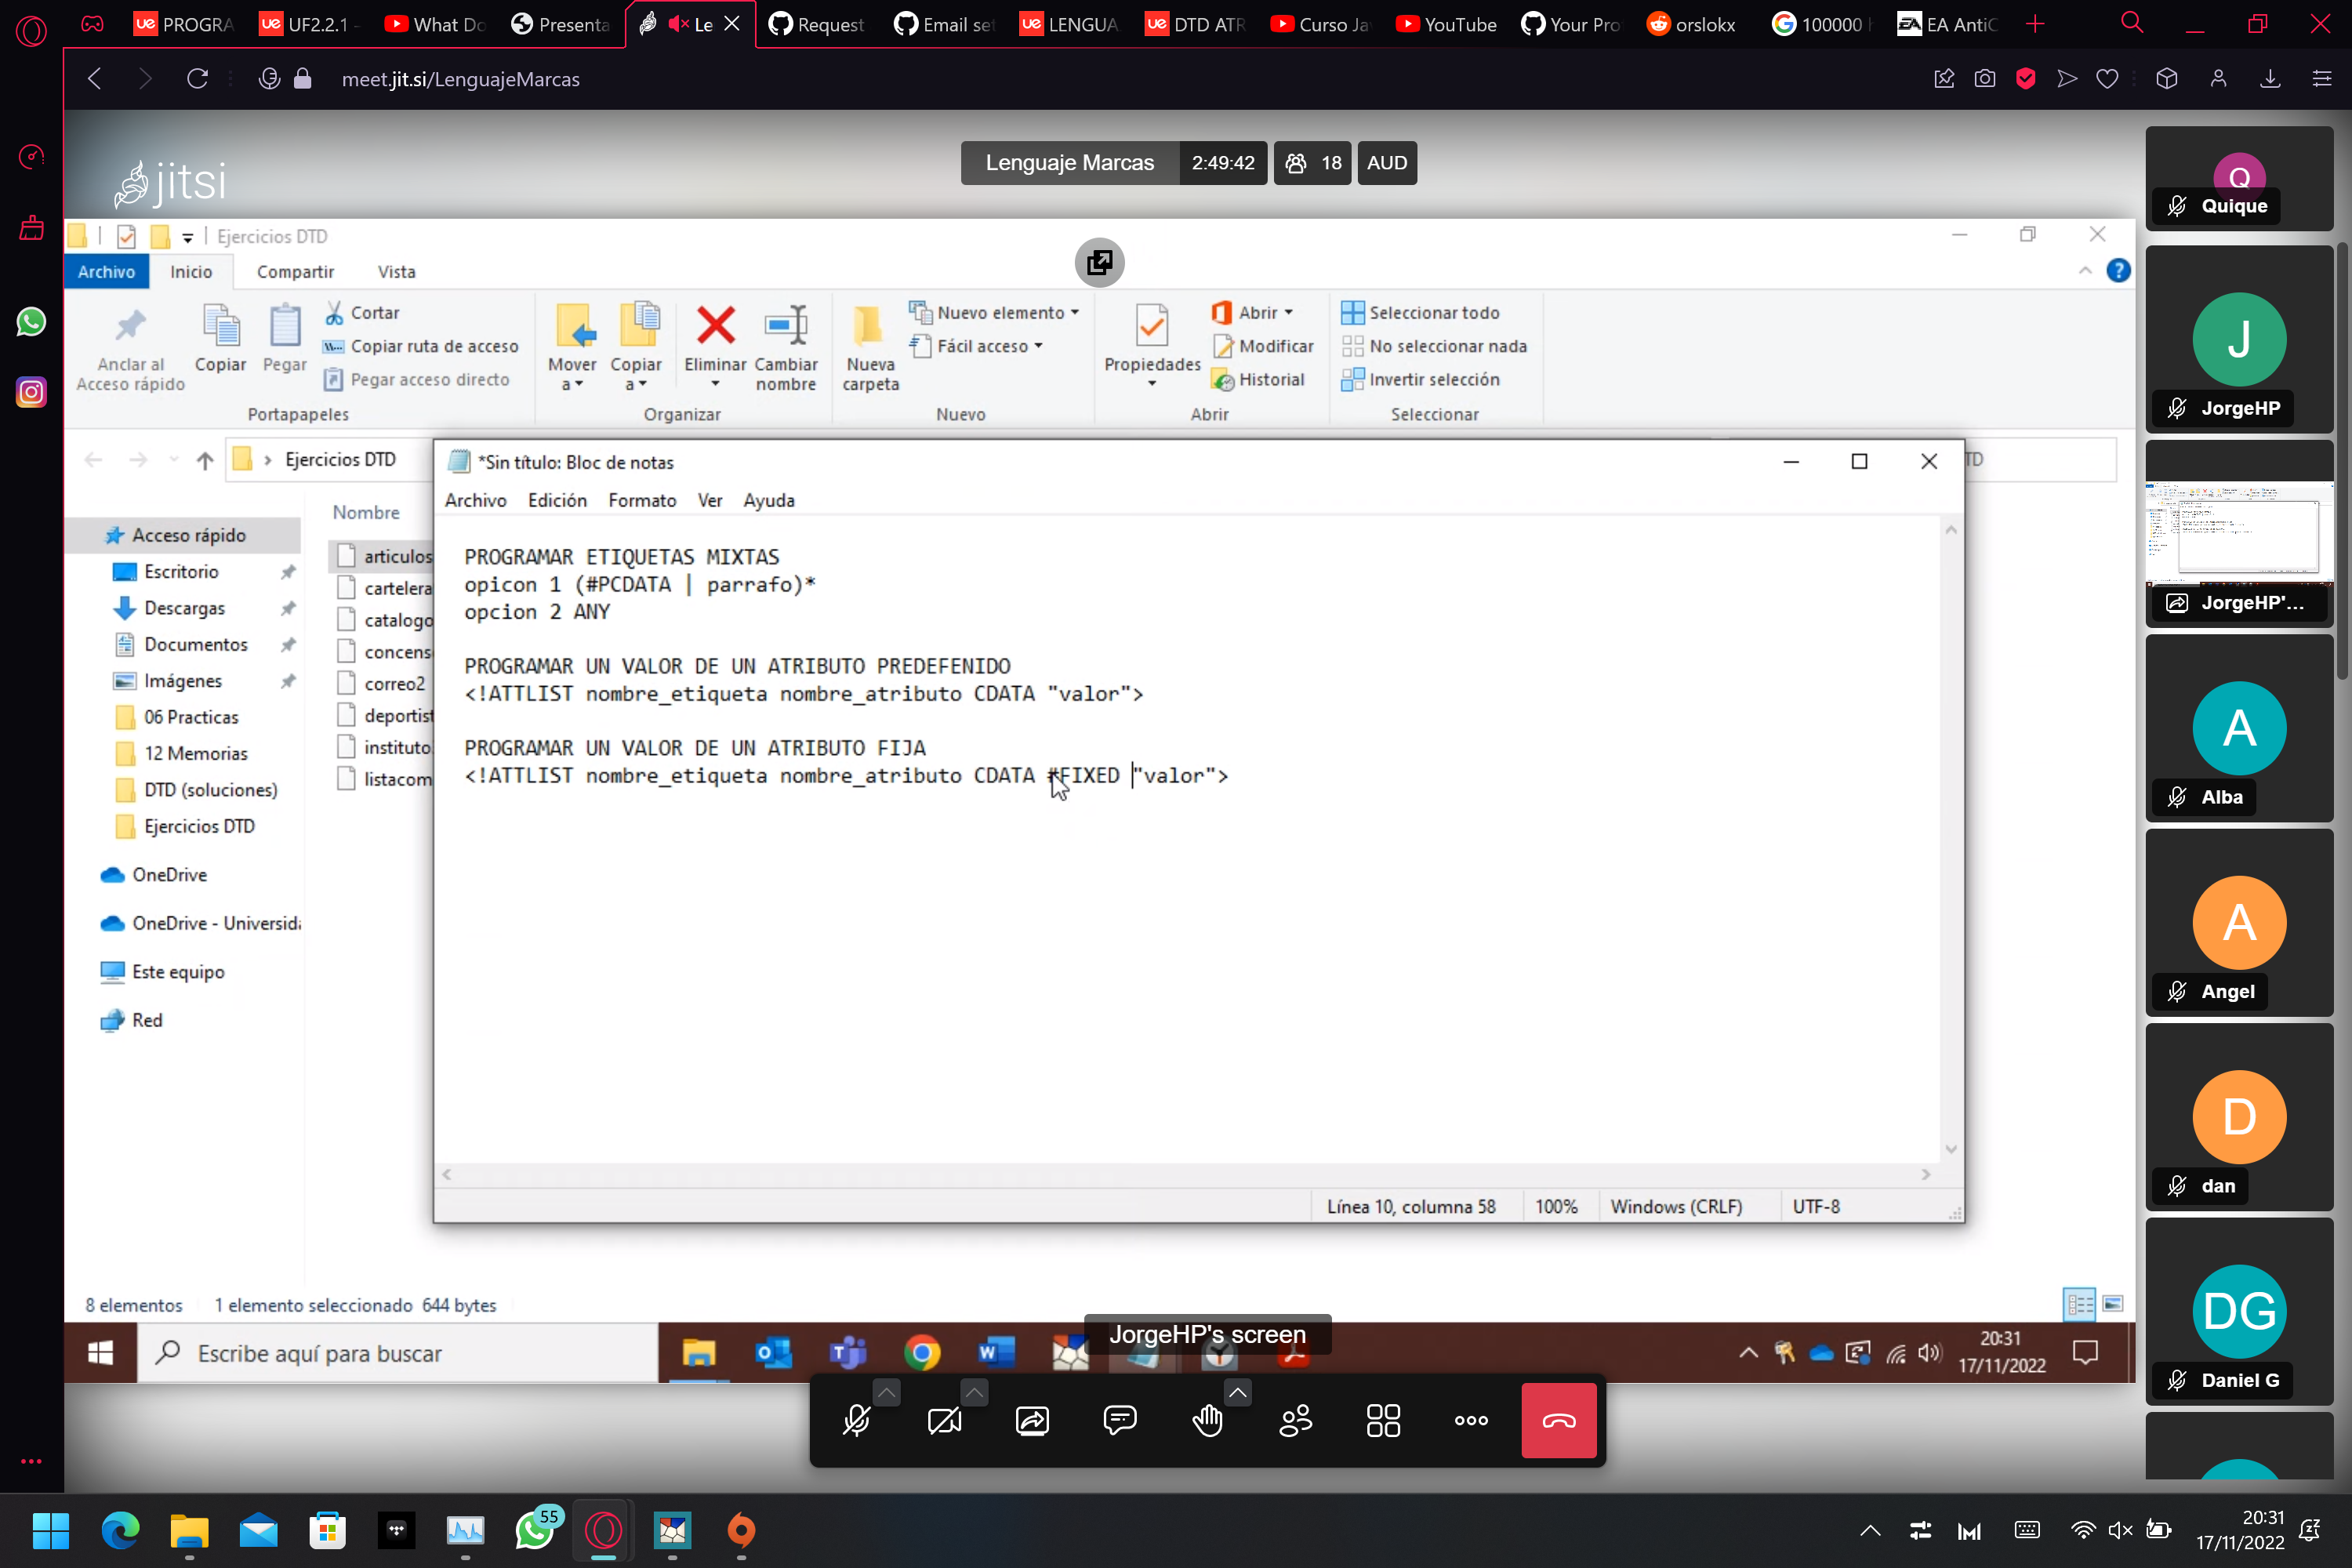 PROGRA
UF2.2.1 -
What Do
Presenta
Le
Request
Email set
LENGUA
DTD ATR
Curso Ja
YouTube
Your Pro
orslokx
100000
EA AntiC
meet.jit.si/LenguajeMarcas
jitsi
Lenguaje Marcas 2:49:42 18 AUD
Ejercicios DTD
Archivo Inicio Compartir Vista
Anclar al
Acceso rápido
Copiar
Pegar
Cortar
Copiar ruta de acceso
Pegar acceso directo
Portapapeles
Mover
a
Copiar
a
Eliminar
Cambiar
nombre
Organizar
Nueva
carpeta
Nuevo elemento
Fácil acceso
Nuevo
Propiedades
Abrir
Modificar
Historial
Abrir
Seleccionar todo
No seleccionar nada
Invertir selección
Seleccionar
Ejercicios DTD
TD
Nombre
Acceso rápido
Escritorio
Descargas
Documentos
Imágenes
06 Practicas
12 Memorias
DTD (soluciones)
Ejercicios DTD
OneDrive
OneDrive - Universida
Este equipo
Red
articulos
cartelera
catalogo
concens
correo2
deportist
instituto
listacom
*Sin título: Bloc de notas
Archivo Edición Formato Ver Ayuda
PROGRAMAR ETIQUETAS MIXTAS
opicon 1 (#PCDATA | parrafo)*
opcion 2 ANY
PROGRAMAR UN VALOR DE UN ATRIBUTO PREDEFENIDO
<!ATTLIST nombre_etiqueta nombre_atributo CDATA "valor">
PROGRAMAR UN VALOR DE UN ATRIBUTO FIJA
<!ATTLIST nombre_etiqueta nombre_atributo CDATA #FIXED "valor">
Línea 10, columna 58 100% Windows (CRLF) UTF-8
8 elementos 1 elemento seleccionado 644 bytes
JorgeHP's screen
Escribe aquí para buscar
20:31
17/11/2022
Q
Quique
J
JorgeHP
JorgeHP'...
A
Alba
A
Angel
D
dan
DG
Daniel G
55
20:31
17/11/2022